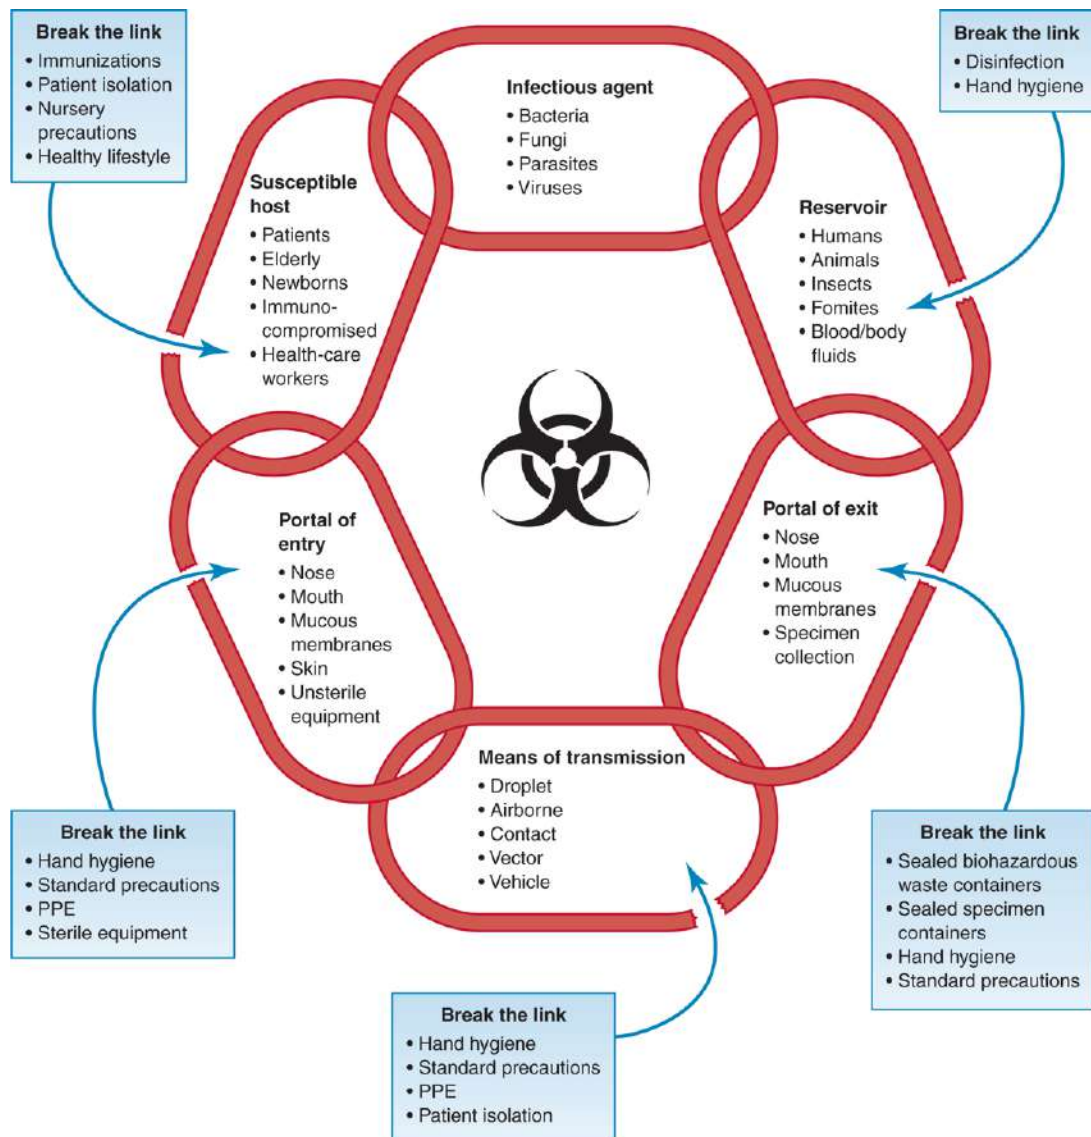 Break the link
• Immunizations
• Patient isolation
• Nursery
precautions
• Healthy lifestyle
Infectious agent
• Bacteria
• Fungi
• Parasites
• Viruses
Break the link
• Disinfection
• Hand hygiene
Susceptible
host
• Patients
• Elderly
• Newborns
• Immuno-
compromised
• Health-care
workers
Reservoir
• Humans
• Animals
• Insects
• Fomites
• Blood/body
fluids
Portal of
entry
• Nose
• Mouth
• Mucous
membranes
• Skin
• Unsterile
equipment
Portal of exit
• Nose
• Mouth
• Mucous
membranes
• Specimen
collection
Means of transmission
• Droplet
• Airborne
• Contact
• Vector
• Vehicle
Break the link
• Hand hygiene
• Standard precautions
• PPE
• Sterile equipment
Break the link
• Sealed biohazardous
waste containers
• Sealed specimen
containers
• Hand hygiene
• Standard precautions
Break the link
• Hand hygiene
• Standard precautions
• PPE
• Patient isolation